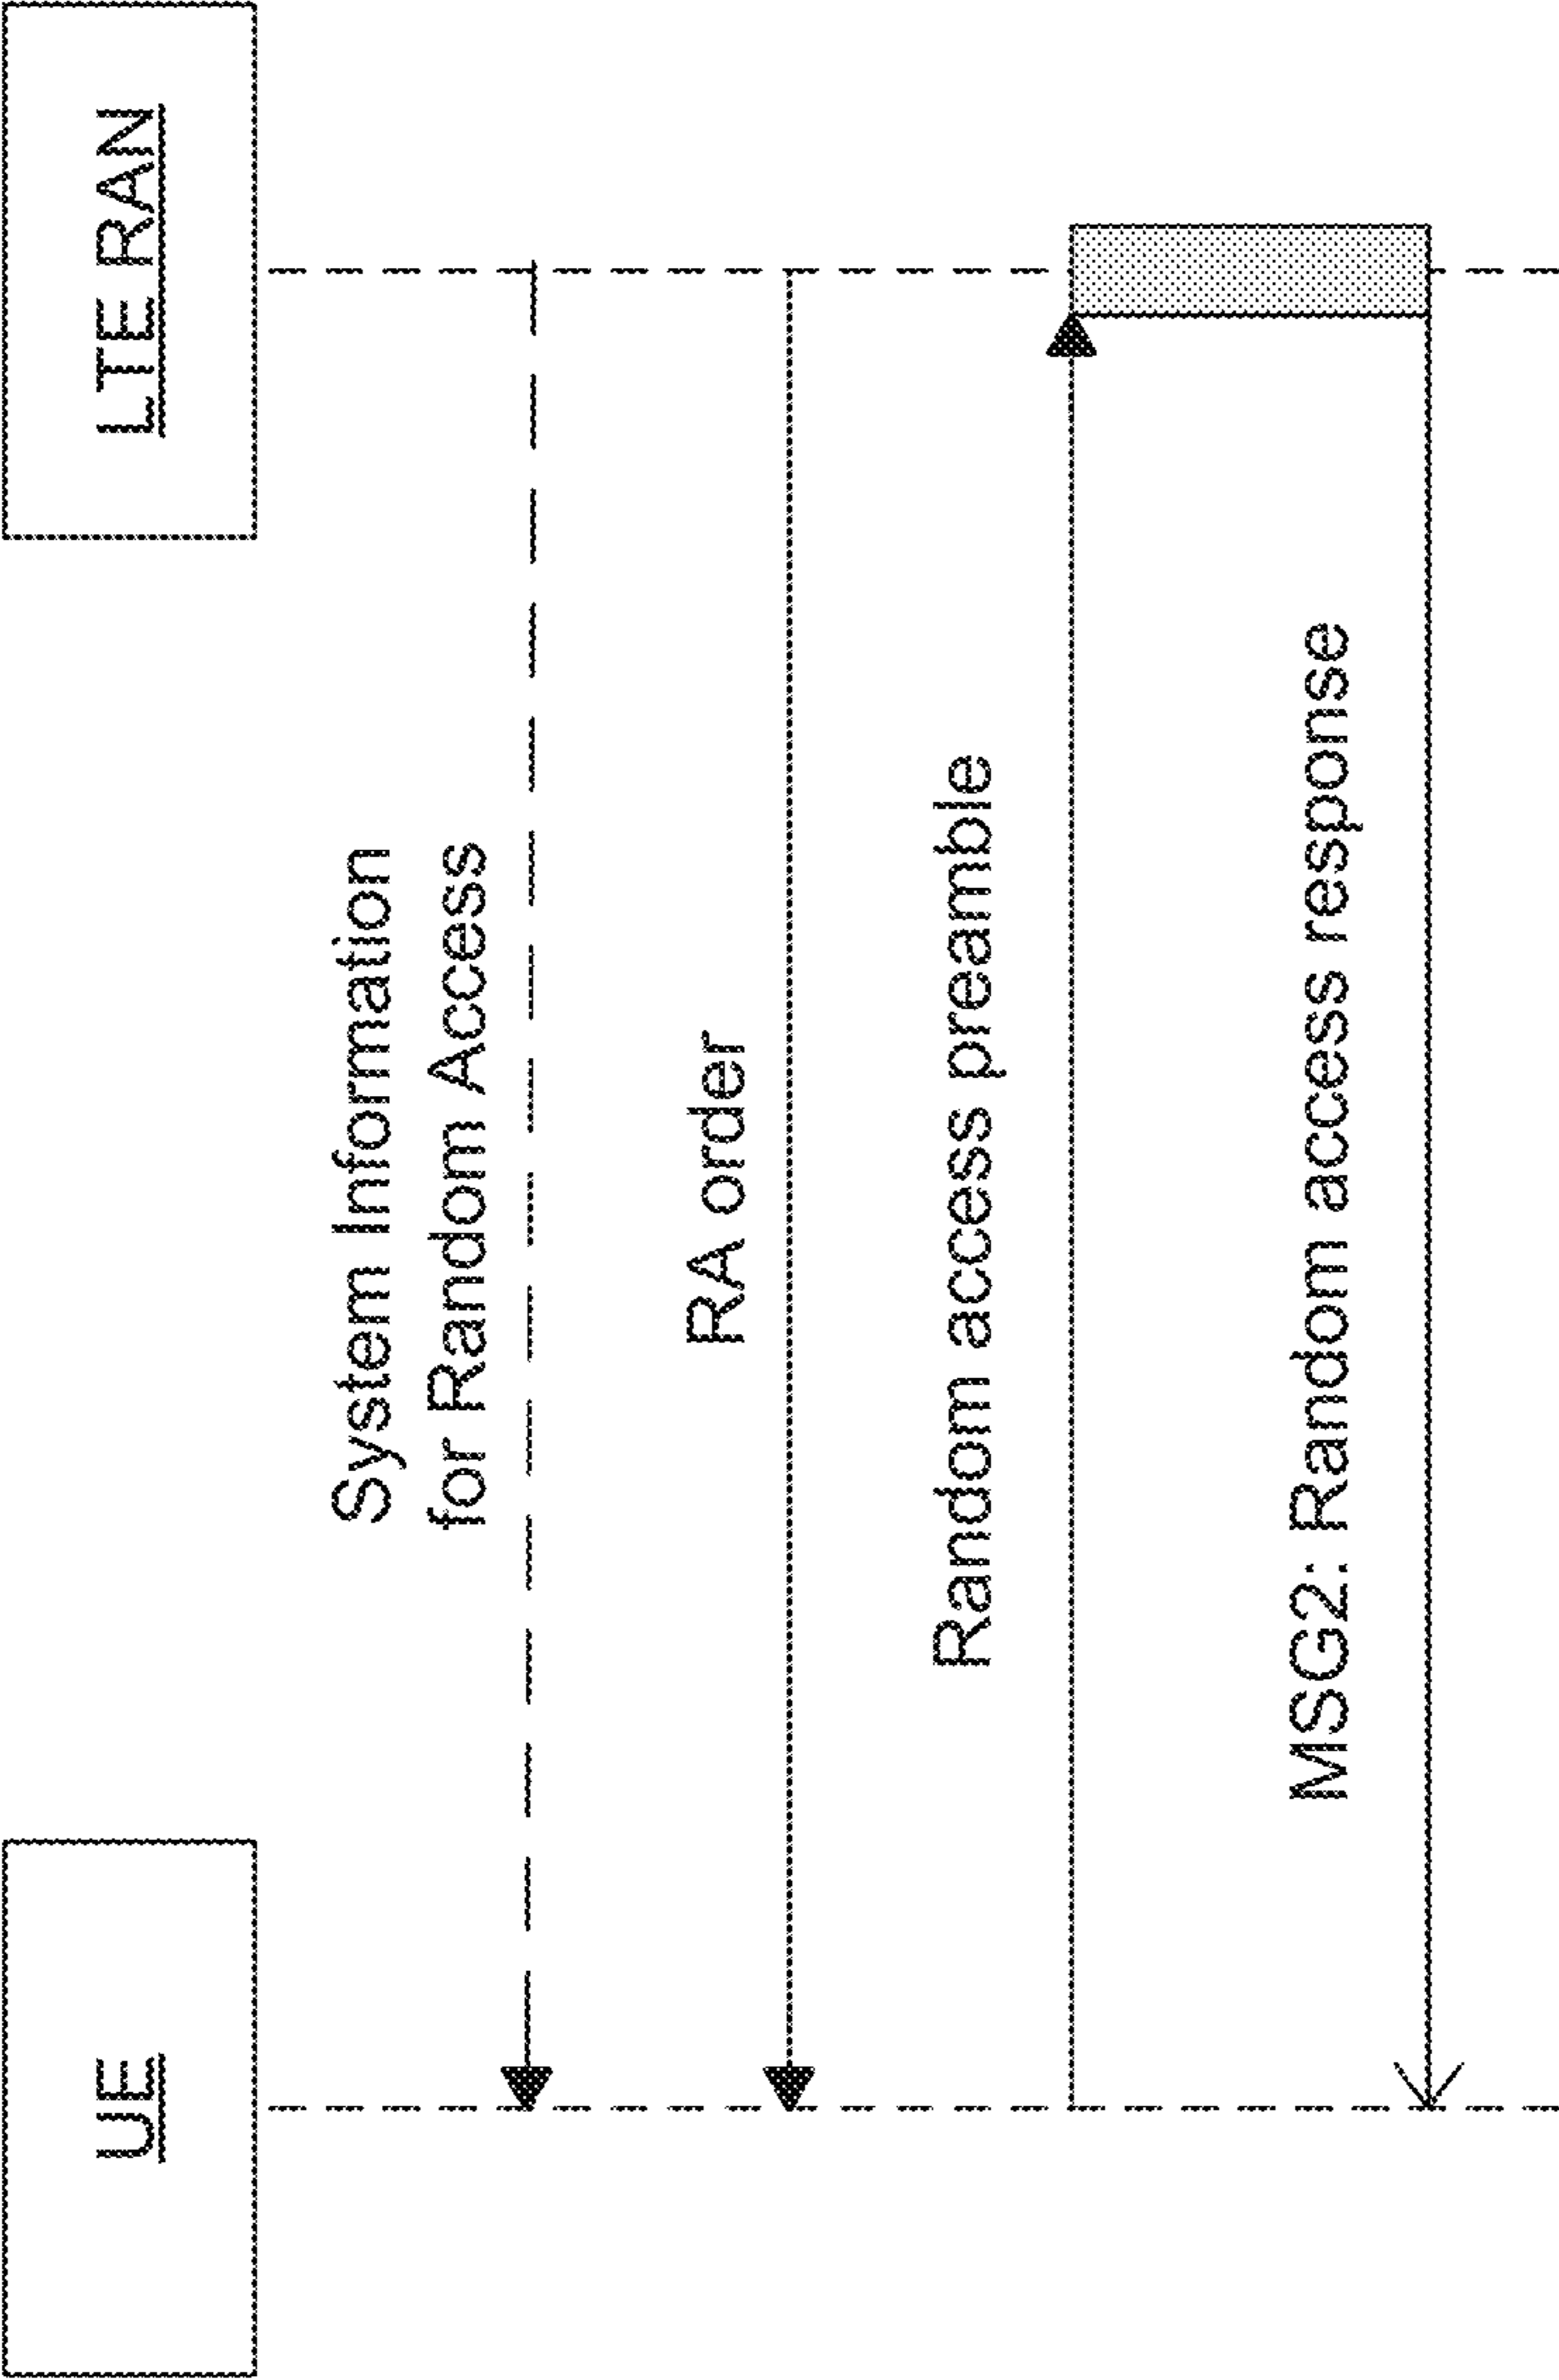 UE
LTE RAN
System Information
for Random Access
RA order
Random access preamble
MSG2: Random access response